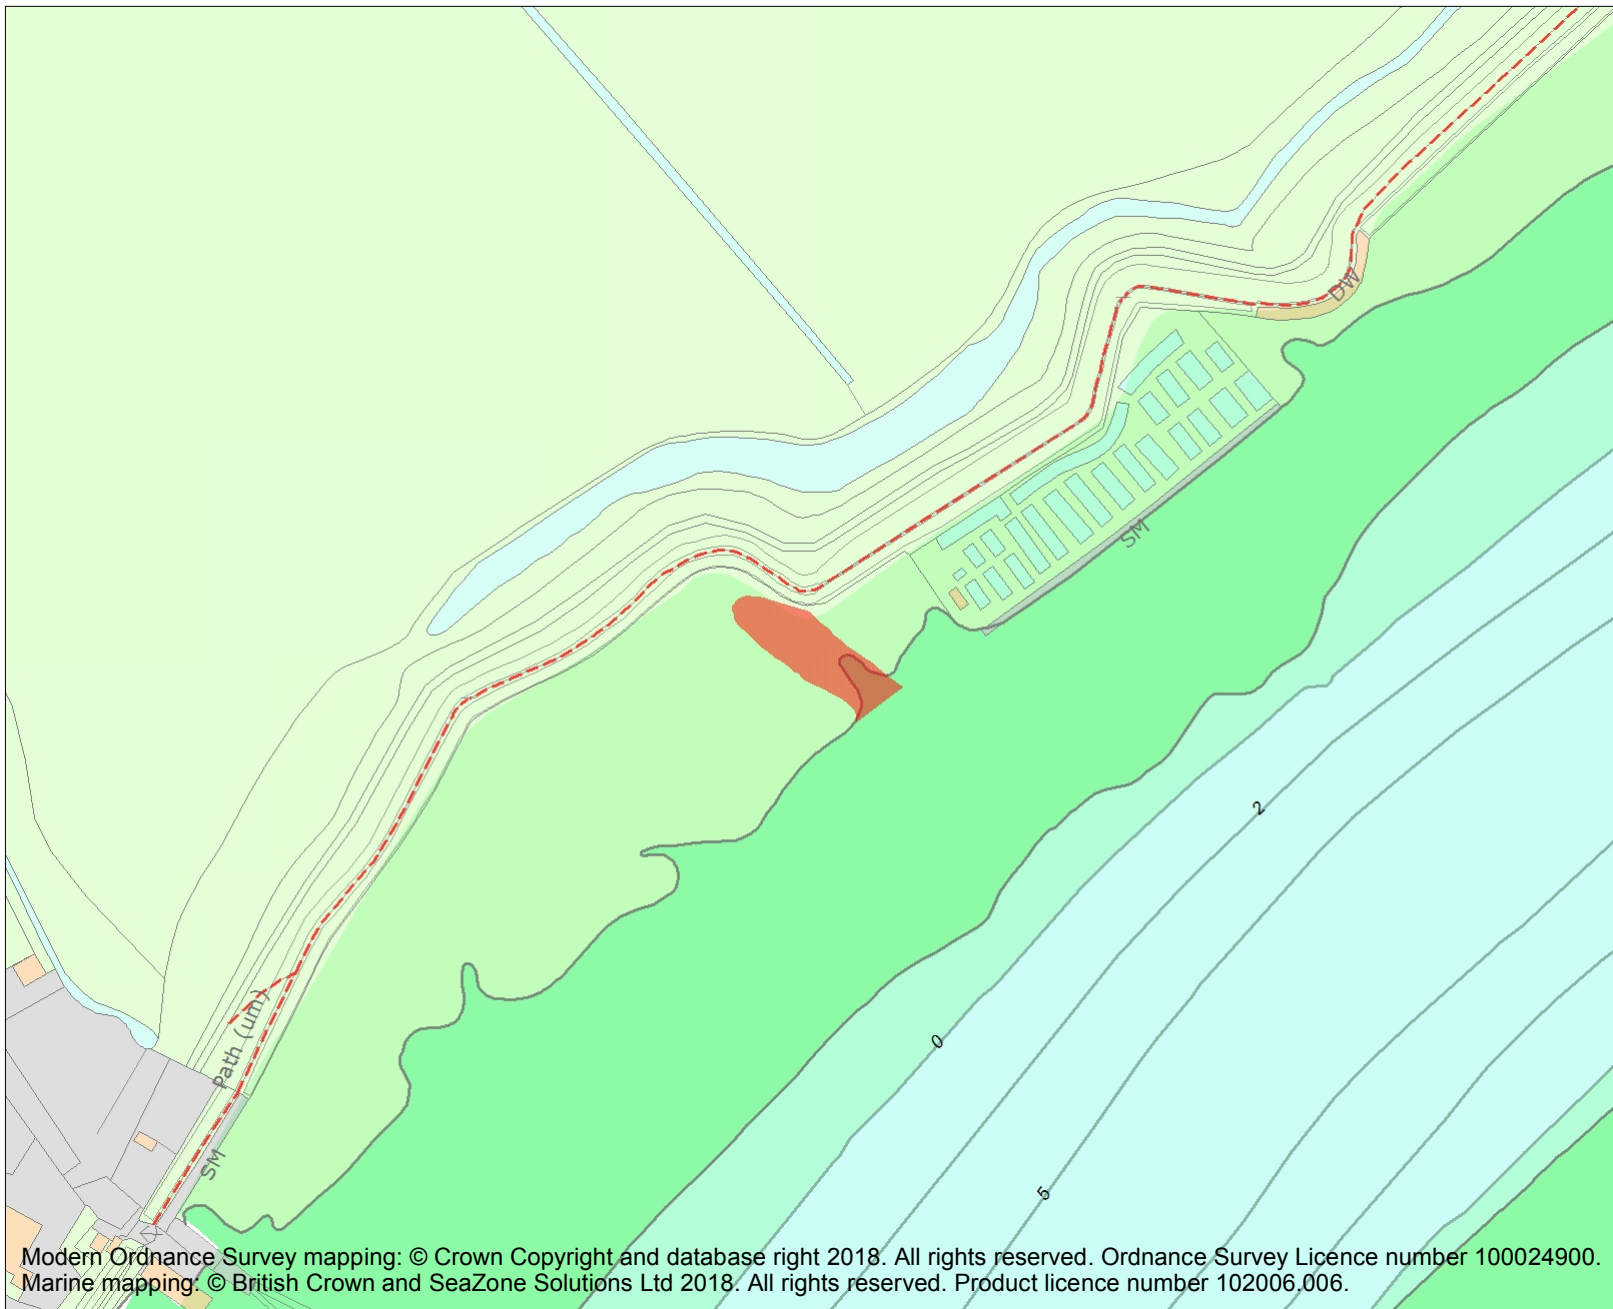 DW
SM
2
Path (um)
0
SM
5
Modern Ordnance Survey mapping: © Crown Copyright and database right 2018. All rights reserved. Ordnance Survey Licence number 100024900.
Marine mapping: © British Crown and SeaZone Solutions Ltd 2018. All rights reserved. Product licence number 102006.006.